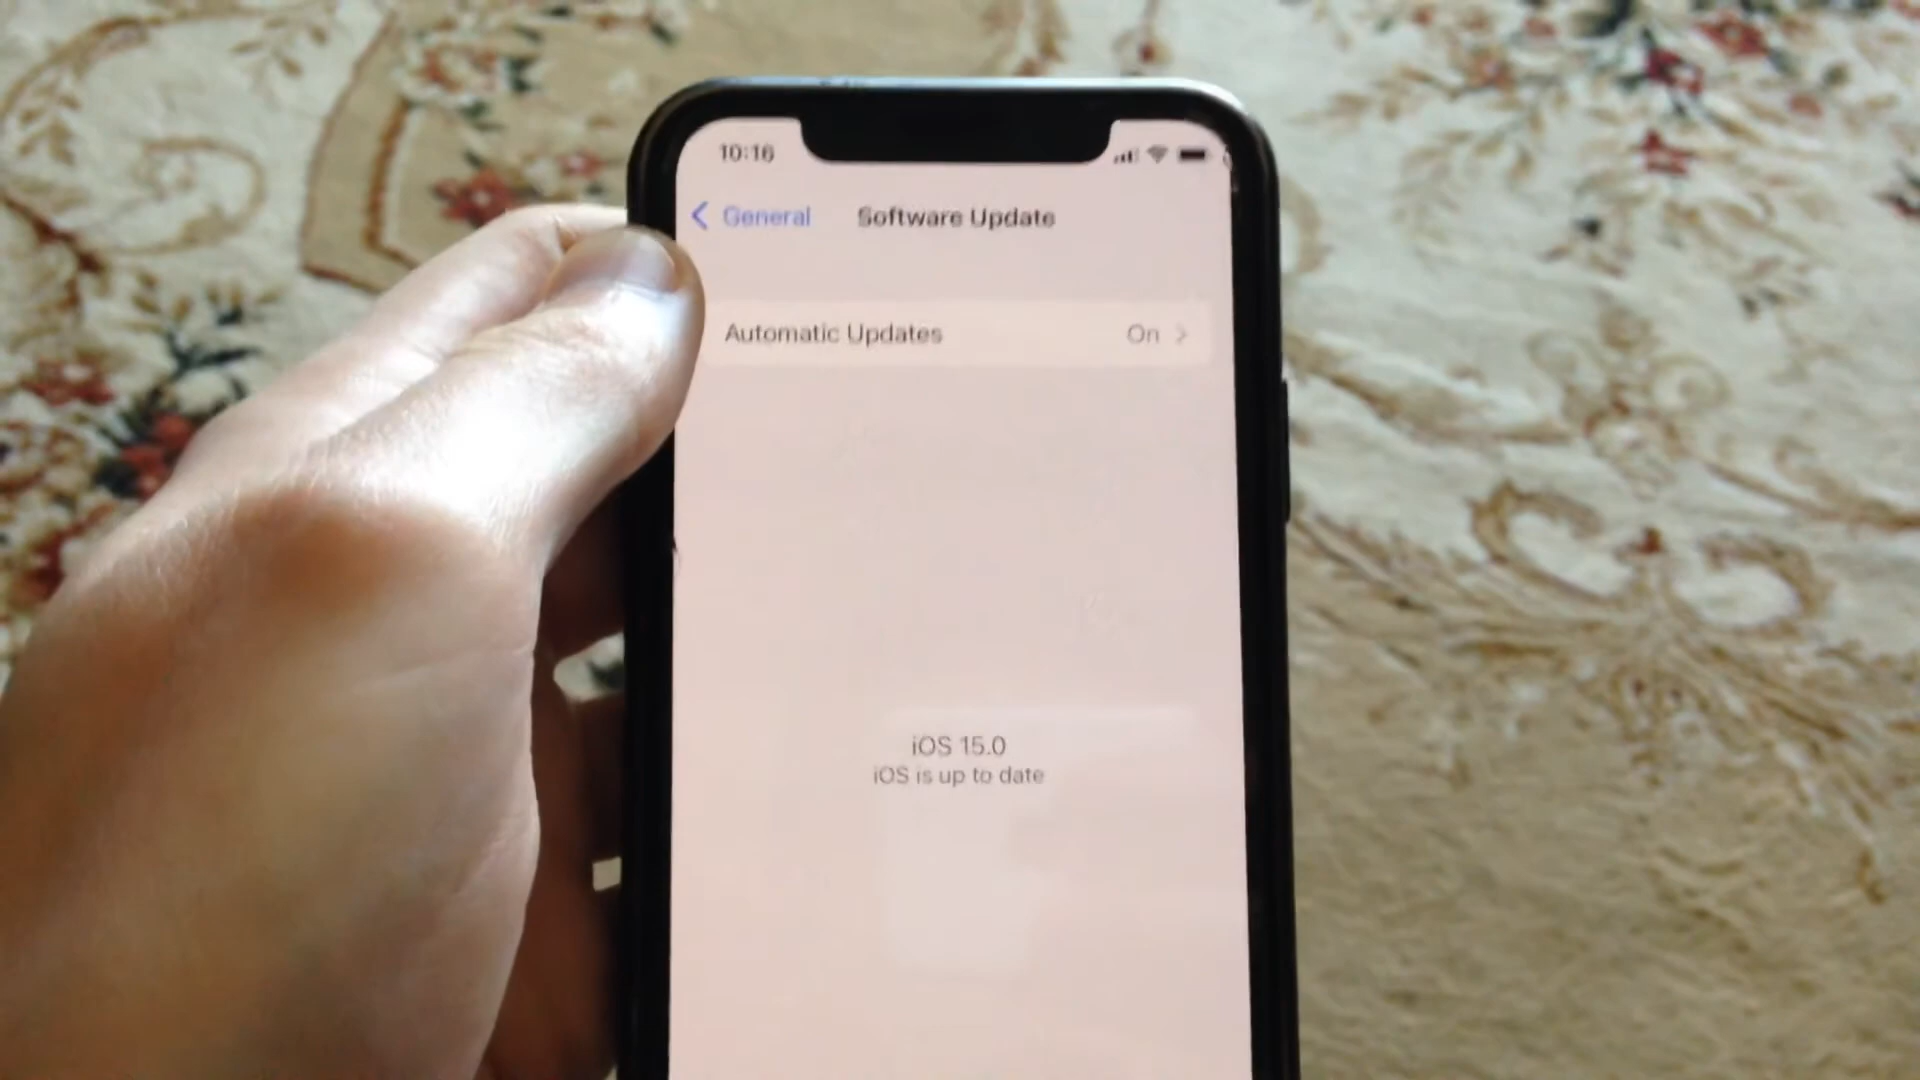 10:16
General
Software Update
Automatic Updates
On
iOS 15.0
iOS is up to date